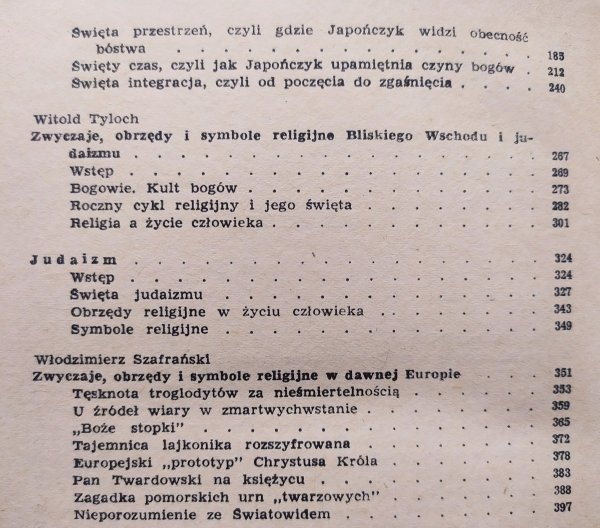 Święta przestrzeń, czyli gdzie Japończyk widzi obecność
bóstwa . . . . . . . . . . . . . . . . 185
Święty czas, czyli jak Japończyk upamiętnia czyny bogów . 212
Święta integracja, czyli od poczęcia do zgaśnięcia . . . . 240
Witold Tyloch
Zwyczaje, obrzędy i symbole religijne Bliskiego Wschodu i ju-
daizmu . . . . . . . . . . . . . . . . 267
Wstęp . . . . . . . . . . . . . . . . 269
Bogowie. Kult bogów . . . . . . . . . . . . 273
Roczny cykl religijny i jego święta . . . . . . . . 282
Religia a życie człowieka . . . . . . . . . . . 301
Judaizm . . . . . . . . . . . . . . . . 324
Wstęp . . . . . . . . . . . . . . . . 324
Święta judaizmu . . . . . . . . . . . . . 327
Obrzędy religijne w życiu człowieka . . . . . . . 343
Symbole religijne . . . . . . . . . . . . . 349
Włodzimierz Szafrański
Zwyczaje, obrzędy i symbole religijne w dawnej Europie . . . 351
Tęsknota troglodytów za nieśmiertelnością . . . . . . 353
U źródeł wiary w zmartwychwstanie . . . . . . . 359
„Boże stopki” . . . . . . . . . . . . . . 365
Tajemnica lajkonika rozszyfrowana . . . . . . . . 372
Europejski „prototyp” Chrystusa Króla . . . . . . . 378
Pan Twardowski na księżycu . . . . . . . . . . 383
Zagadka pomorskich urn „twarzowych” . . . . . . . 388
Nieporozumienie ze Światowidem . . . . . . . . . 397